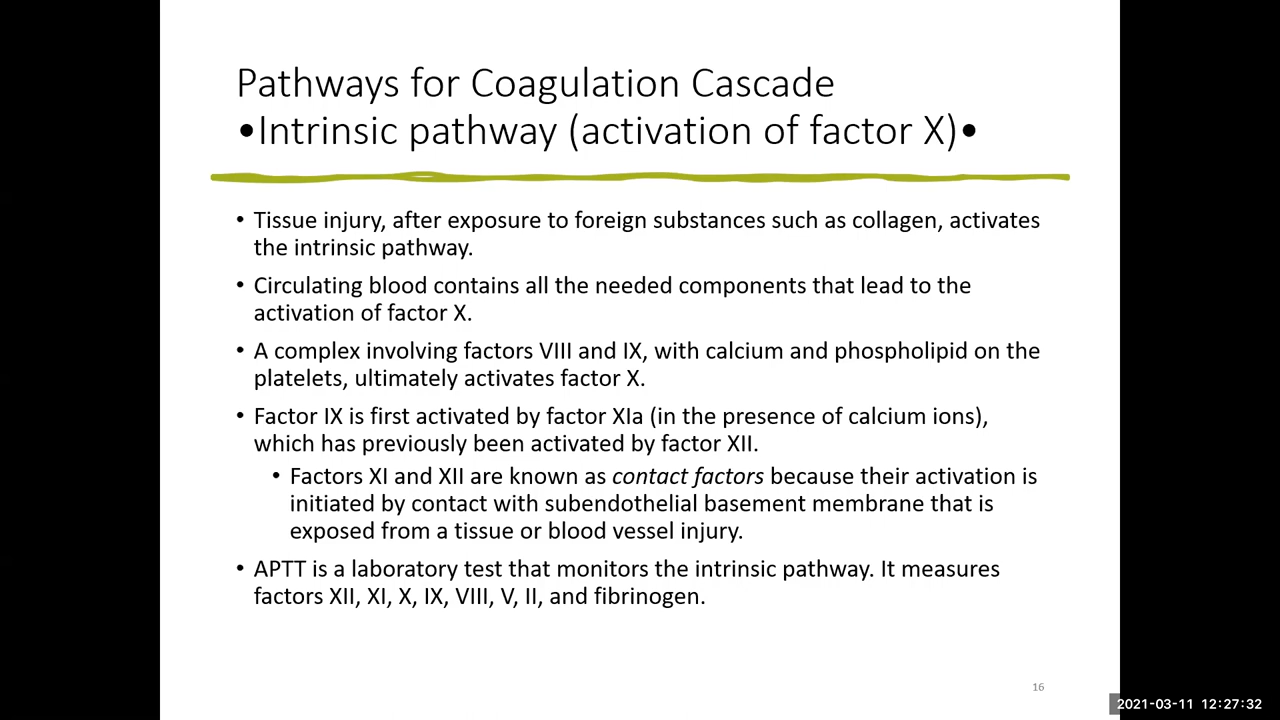 Pathways for Coagulation Cascade
•Intrinsic pathway (activation of factor X)•
• Tissue injury, after exposure to foreign substances such as collagen, activates
the intrinsic pathway.
• Circulating blood contains all the needed components that lead to the
activation of factor X.
• A complex involving factors VIII and IX, with calcium and phospholipid on the
platelets, ultimately activates factor X.
• Factor IX is first activated by factor XIa (in the presence of calcium ions),
which has previously been activated by factor XII.
• Factors XI and XII are known as contact factors because their activation is
initiated by contact with subendothelial basement membrane that is
exposed from a tissue or blood vessel injury.
• APTT is a laboratory test that monitors the intrinsic pathway. It measures
factors XII, XI, X, IX, VIII, V, II, and fibrinogen.
16
2021-03-11 12:27:32